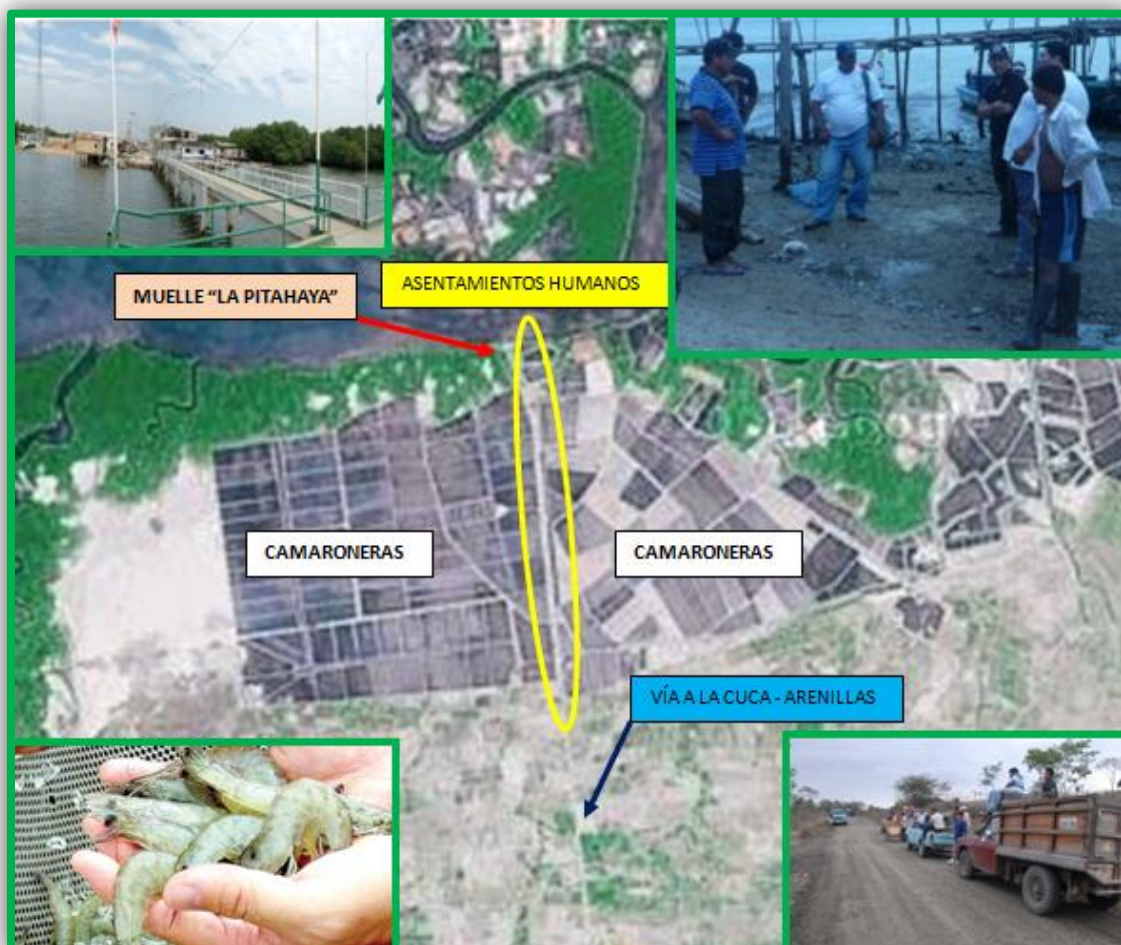 ASENTAMIENTOS HUMANOS
MUELLE “LA PITAHAYA”
CAMARONERAS
CAMARONERAS
VÍA A LA CUCA - ARENILLAS